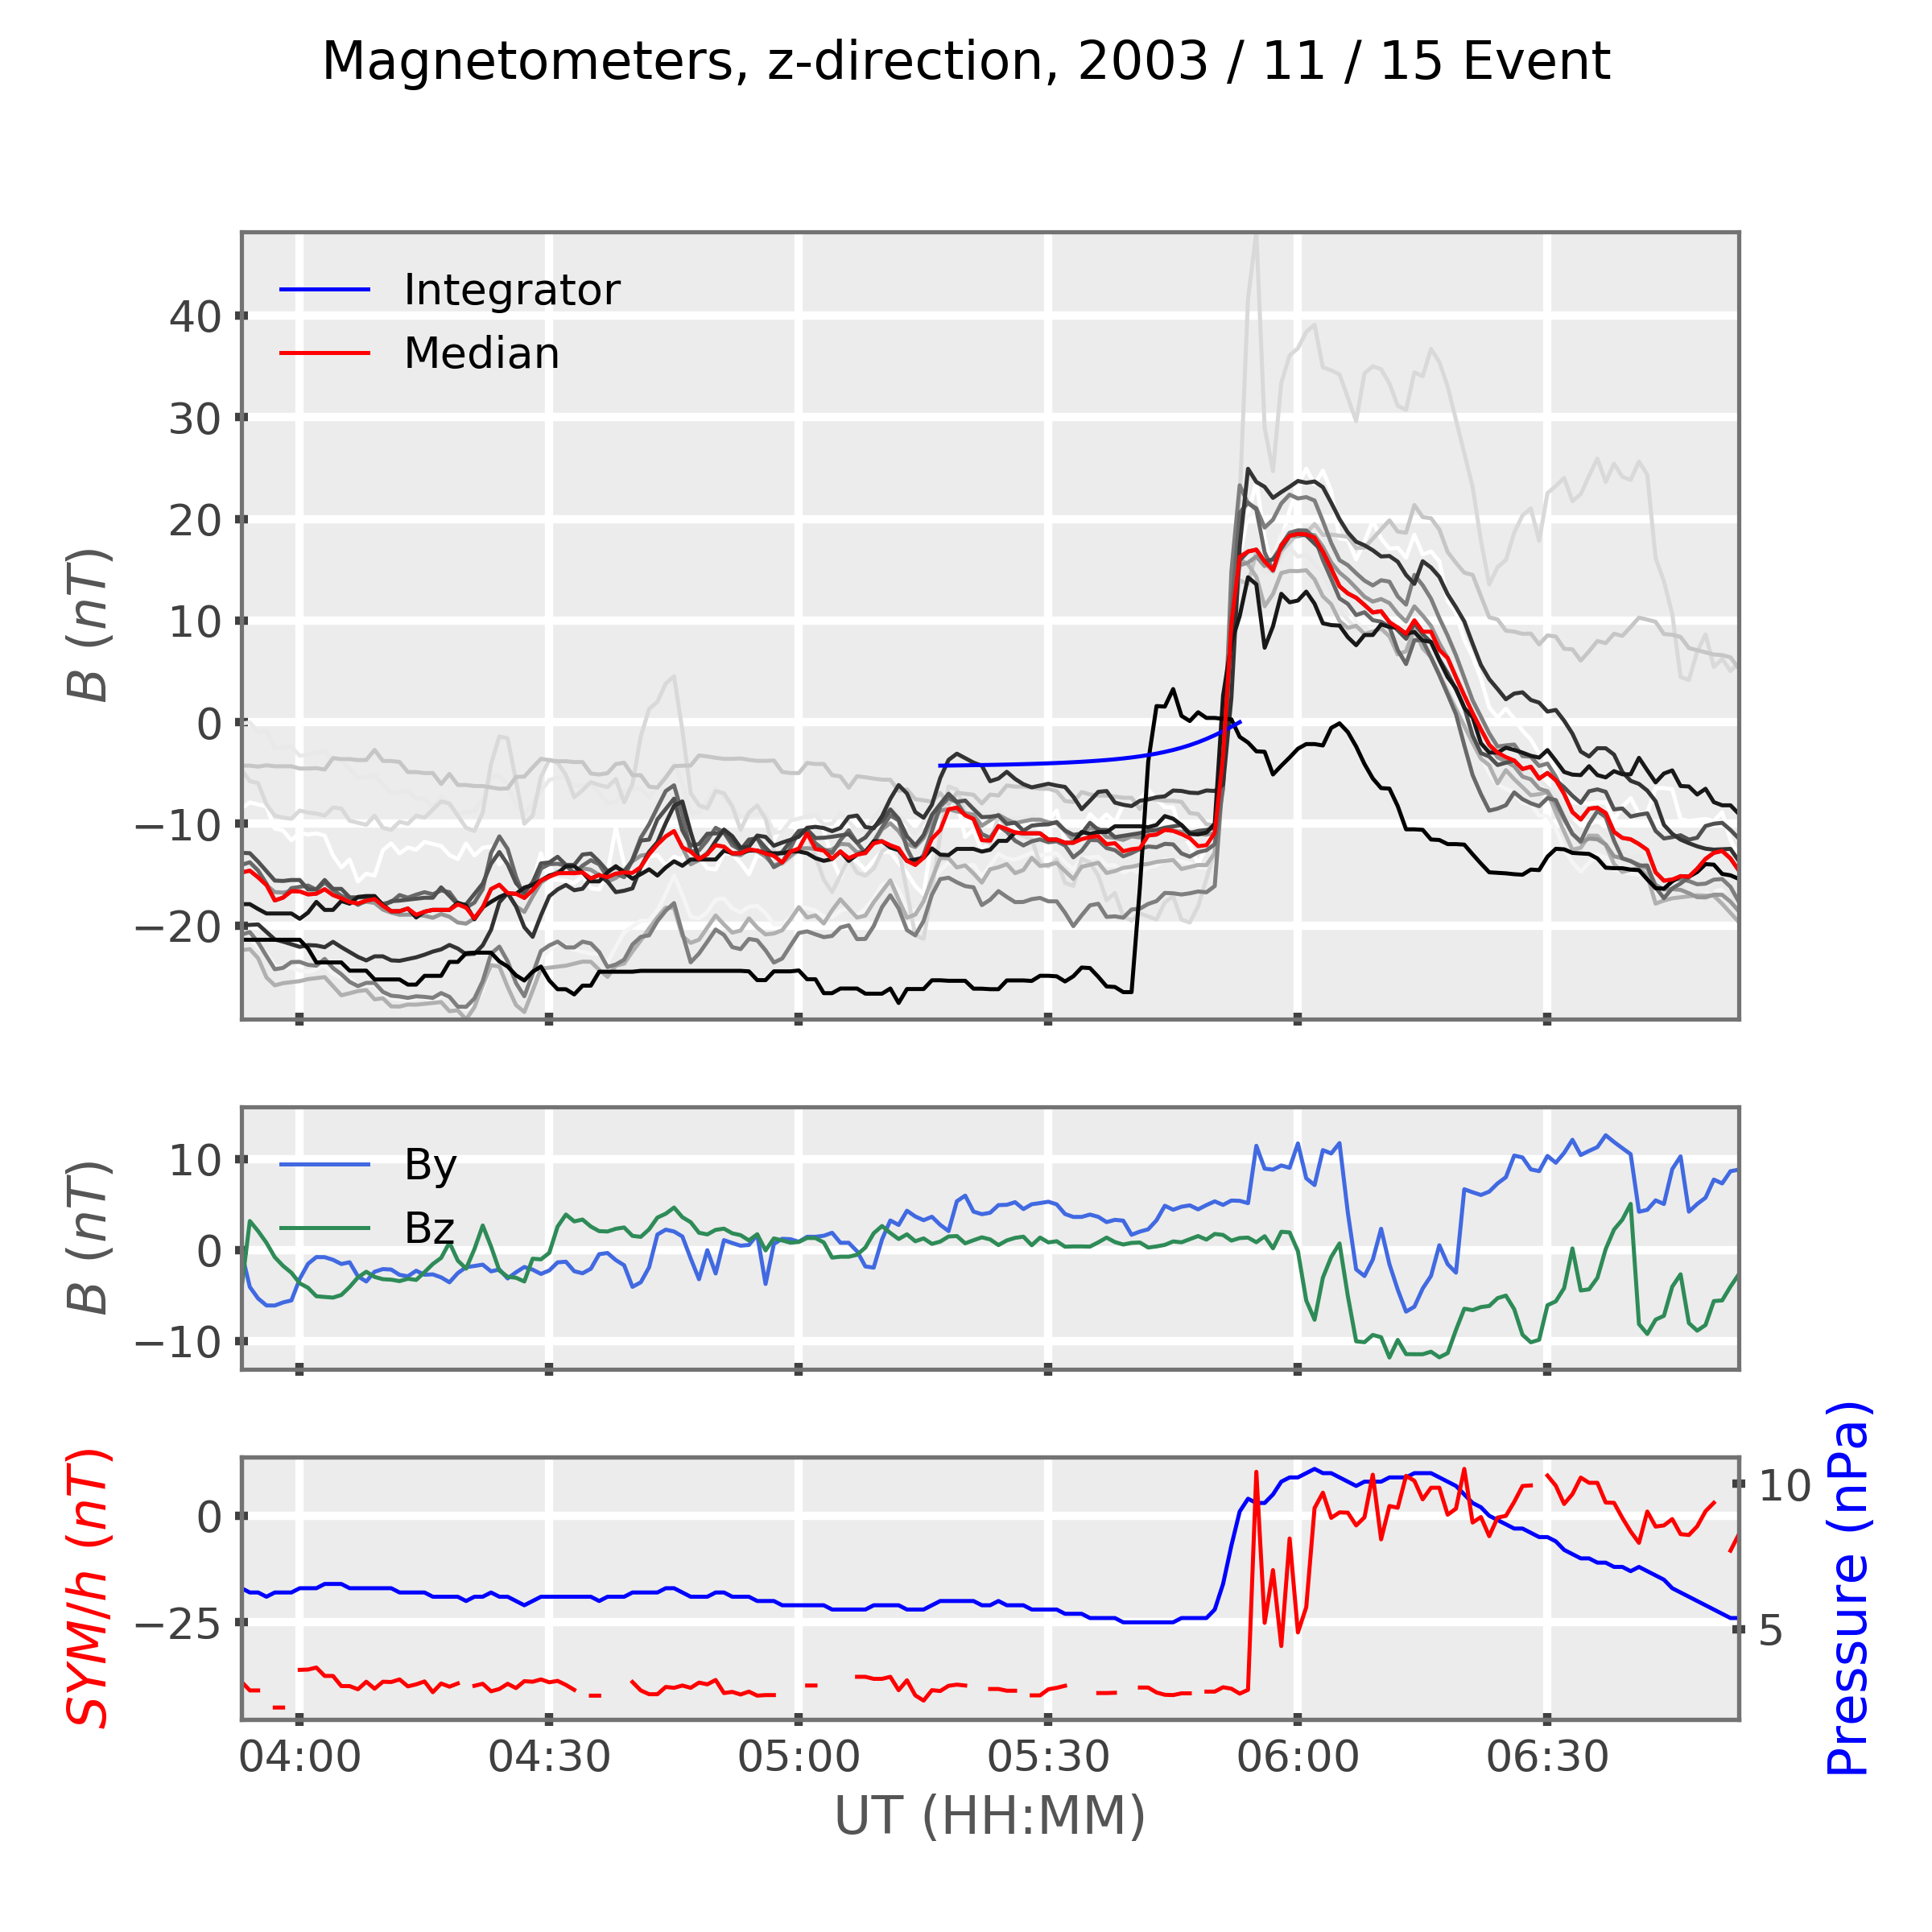 Magnetometers, z-direction, 2003 / 11 / 15 Event
Integrator
Median
40
30
20
10
0
−10
−20
B (nT)
By
Bz
10
0
−10
B (nT)
0
−25
SYM/h (nT)
10
5
Pressure (nPa)
04:00 04:30 05:00 05:30 06:00 06:30
UT (HH:MM)